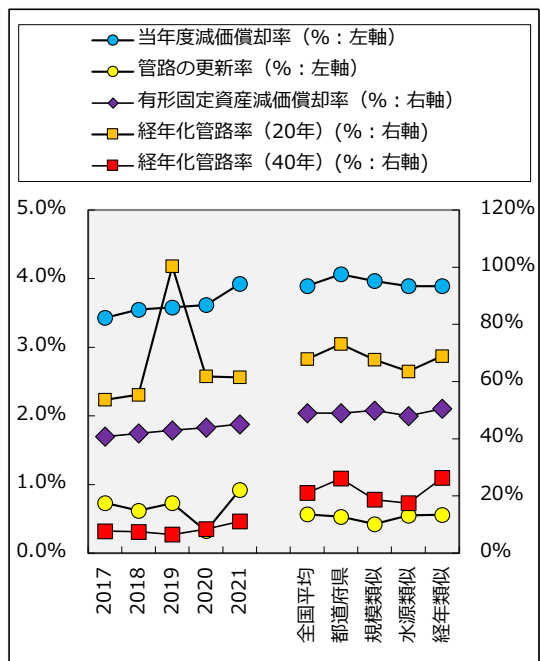 当年度減価償却率（%：左軸）
管路の更新率（%：左軸）
有形固定資産減価償却率（%：右軸）
経年化管路率（20年）(%：右軸)
経年化管路率（40年）(%：右軸)
5.0%
4.0%
3.0%
2.0%
1.0%
0.0%
120%
100%
80%
60%
40%
20%
0%
2017
2018
2019
2020
2021
全国平均
都道府県
規模類似
水源類似
経年類似